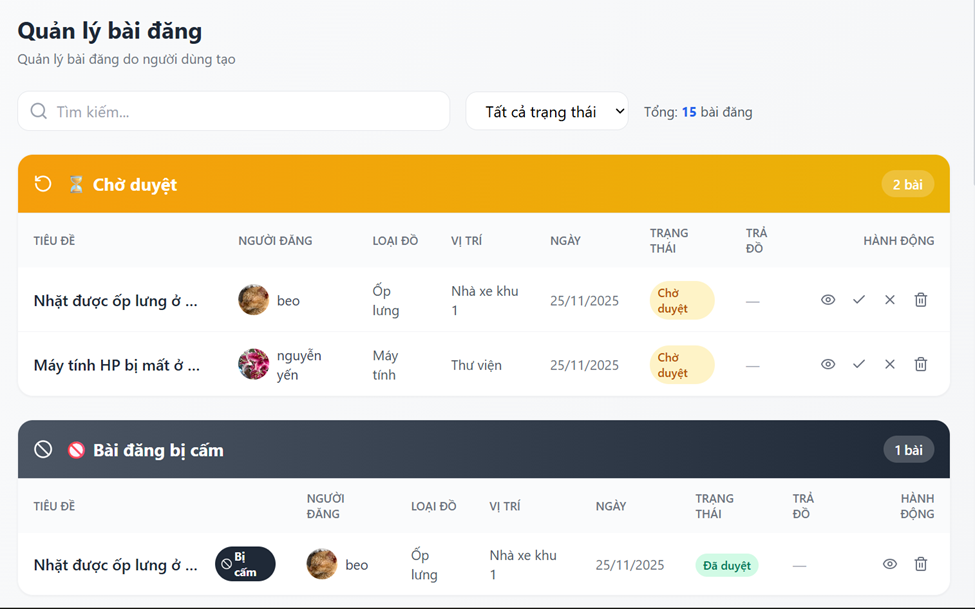 Quản lý bài đăng
Quản lý bài đăng do người dùng tạo
Tìm kiếm...
Tất cả trạng thái
Tổng: 15 bài đăng
Chờ duyệt
2 bài
TIÊU ĐỀ NGƯỜI ĐĂNG LOẠI ĐỒ VỊ TRÍ NGÀY TRẠNG THÁI TRẢ ĐỒ HÀNH ĐỘNG
Nhặt được ốp lưng ở ... beo Ốp lưng Nhà xe khu 1 25/11/2025 Chờ duyệt —
Máy tính HP bị mất ở ... nguyễn yến Máy tính Thư viện 25/11/2025 Chờ duyệt —
Bài đăng bị cấm
1 bài
TIÊU ĐỀ NGƯỜI ĐĂNG LOẠI ĐỒ VỊ TRÍ NGÀY TRẠNG THÁI TRẢ ĐỒ HÀNH ĐỘNG
Nhặt được ốp lưng ở ... Bị cấm beo Ốp lưng Nhà xe khu 1 25/11/2025 Đã duyệt —